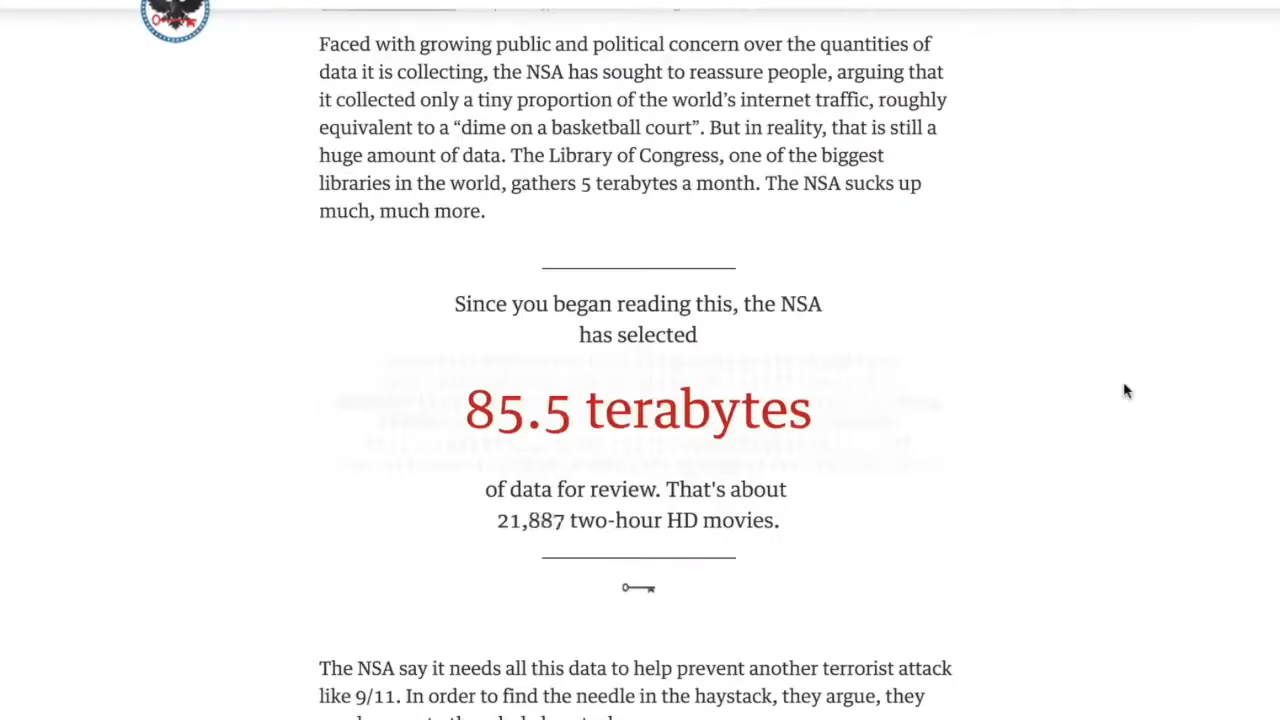 Faced with growing public and political concern over the quantities of
data it is collecting, the NSA has sought to reassure people, arguing that
it collected only a tiny proportion of the world’s internet traffic, roughly
equivalent to a “dime on a basketball court”. But in reality, that is still a
huge amount of data. The Library of Congress, one of the biggest
libraries in the world, gathers 5 terabytes a month. The NSA sucks up
much, much more.
Since you began reading this, the NSA
has selected
85.5 terabytes
of data for review. That's about
21,887 two-hour HD movies.
The NSA say it needs all this data to help prevent another terrorist attack
like 9/11. In order to find the needle in the haystack, they argue, they